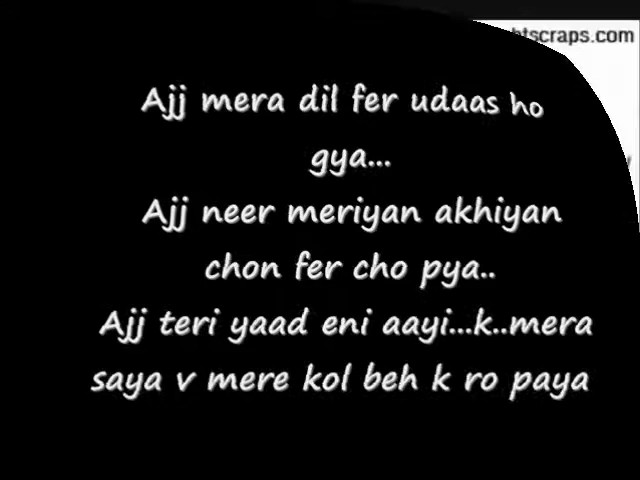 htscraps.com
Ajj mera dil fer udaas ho
gya...
Ajj neer meriyan akhiyan
chon fer cho pya..
Ajj teri yaad eni aayi...k..mera
saya v mere kol beh k ro paya